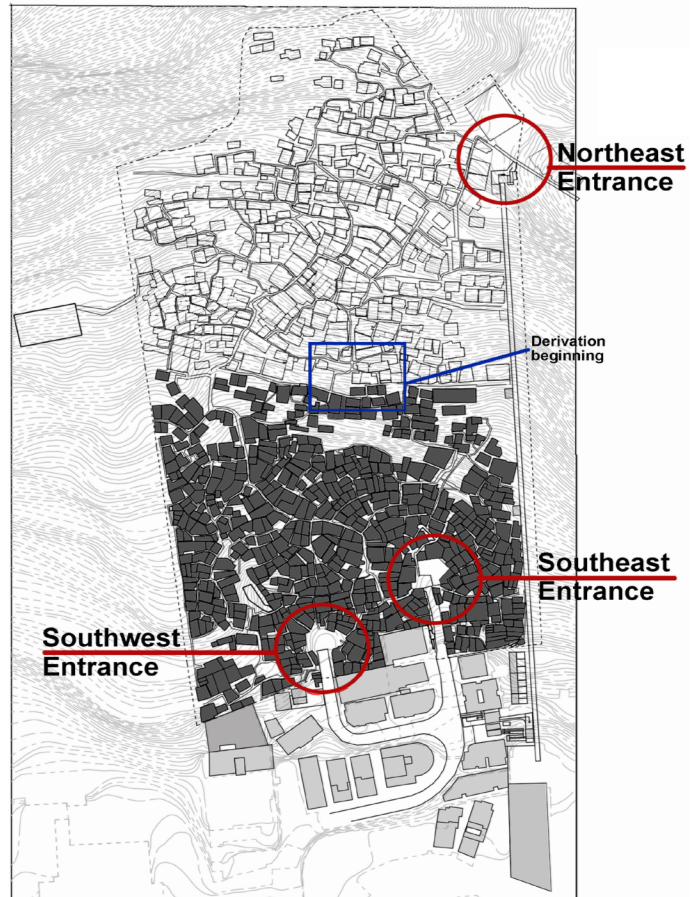 Northeast
Entrance
Derivation
beginning
Southeast
Entrance
Southwest
Entrance